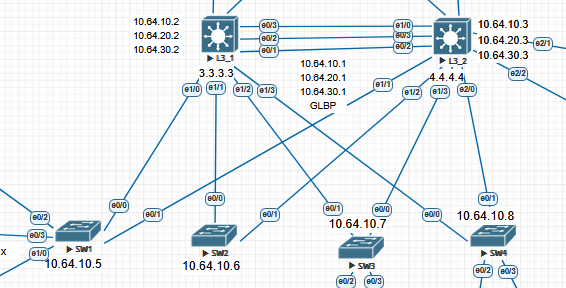 10.64.10.2
10.64.20.2
10.64.30.2
e0/3
e0/2
e0/1
e1/0
e0/3
e0/2
10.64.10.3
10.64.20.3
10.64.30.3
e2/1
L3_1
3.3.3.3
L3_2
4.4.4.4
e2/2
10.64.10.1
10.64.20.1
10.64.30.1
GLBP
e1/0
e1/1
e1/2
e1/3
e1/1
e1/2
e1/3
e2/0
e0/0
e0/1
e0/0
e0/1
e0/1
e0/0
e0/0
e0/1
e0/2
e0/3
e1/0
x
SW1
10.64.10.5
SW2
10.64.10.6
10.64.10.7
SW3
e0/2
e0/3
10.64.10.8
SW4
e0/2
e0/3